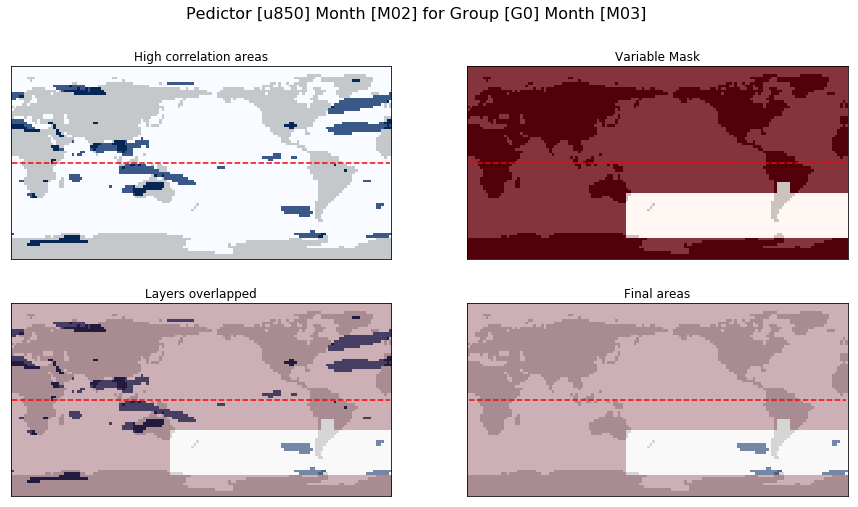 Pedictor [u850] Month [M02] for Group [G0] Month [M03]
High correlation areas
Variable Mask
Layers overlapped
Final areas